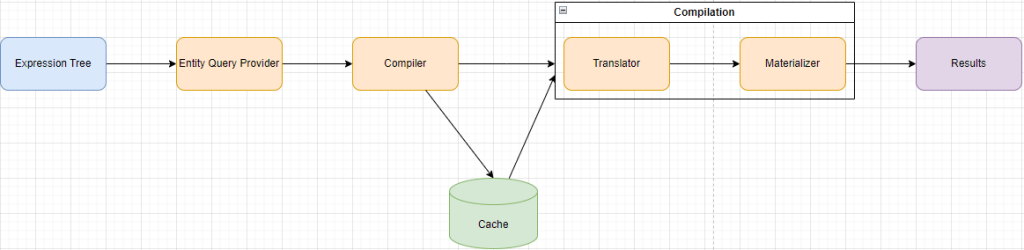 Compilation
Expression Tree
Entity Query Provider
Compiler
Translator
Materializer
Results
Cache